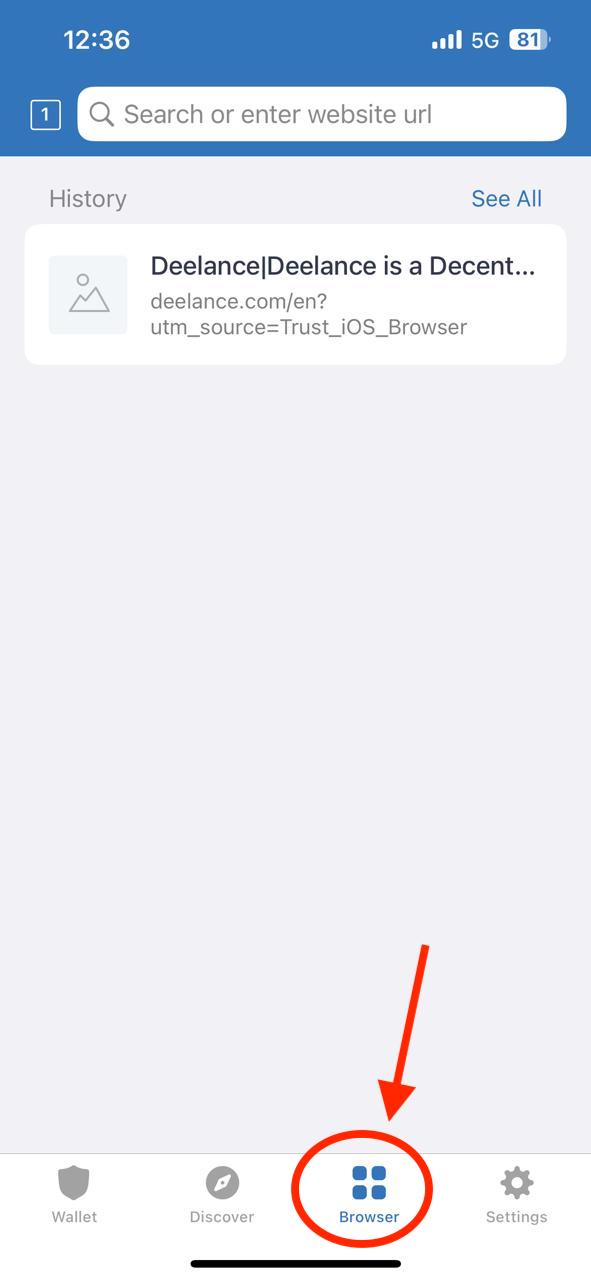 12:36
5G 81
1
Search or enter website url
History
See All
Deelance|Deelance is a Decent...
deelance.com/en?
utm_source=Trust_iOS_Browser
Wallet
Discover
Browser
Settings